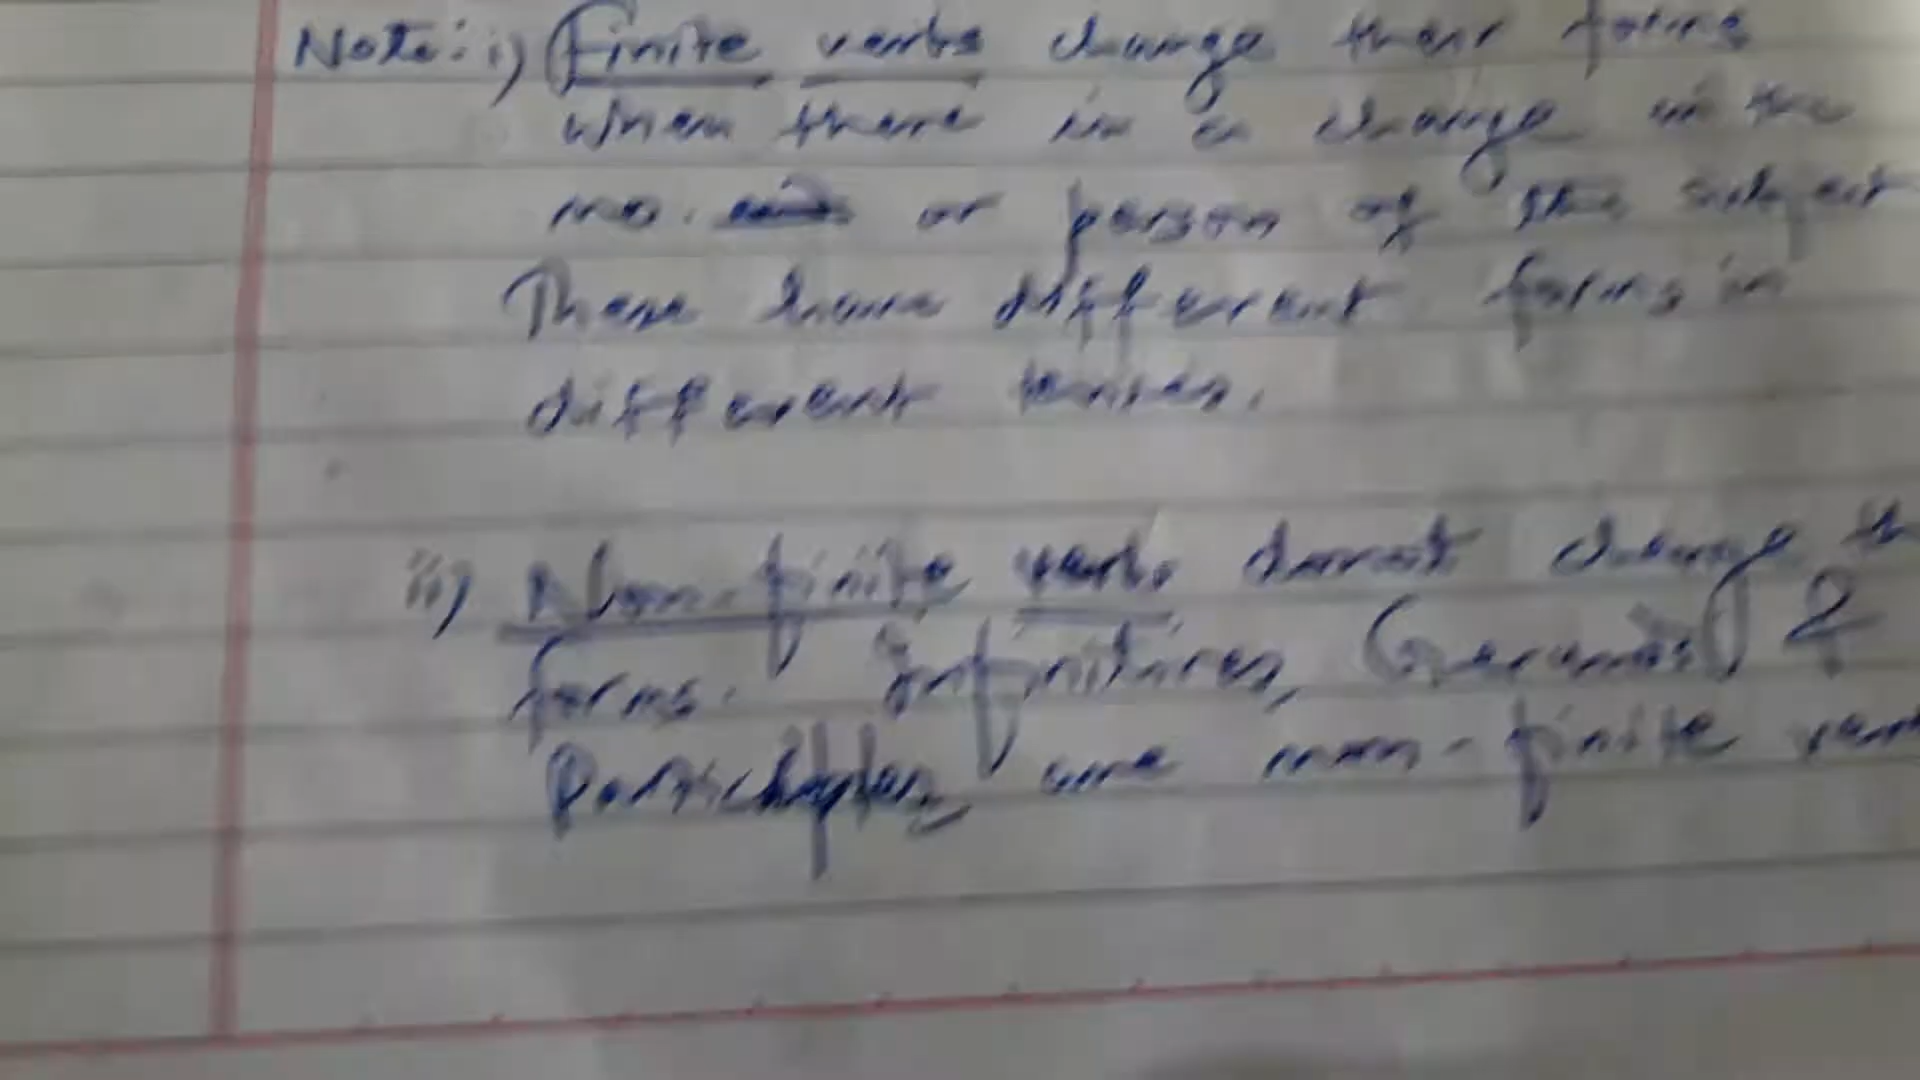 Note: i) Finite verbs change their forms
when there is a change in the
no. or person of the subject
These have different forms in
different tenses.
ii) Non-finite verbs donot change
forms. Infinitives, Gerunds &
Participles are non-finite